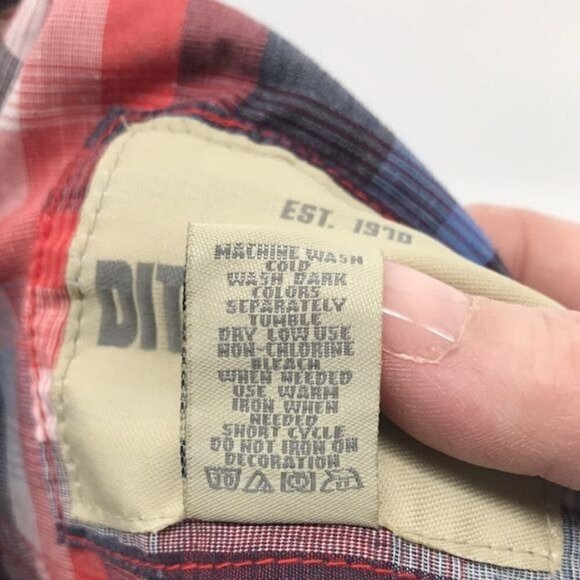 EST. 1970
DIT
MACHINE WASH
COLD
WASH DARK
COLORS
SEPARATELY
TUMBLE
DRY LOW USE
NON-CHLORINE
BLEACH
WHEN NEEDED
USE WARM
IRON WHEN
NEEDED
SHORT CYCLE
DO NOT IRON ON
DECORATION